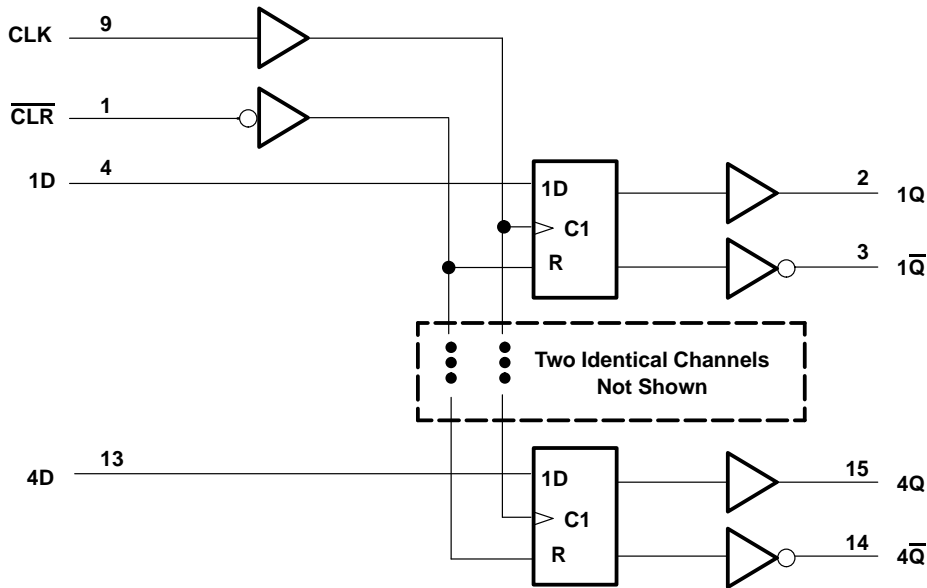 CLK 9
C̅L̅R̅ 1
1D 4
1D
C1
R
2 1Q
3 1Q̅
Two Identical Channels
Not Shown
4D 13
1D
C1
R
15 4Q
14 4Q̅